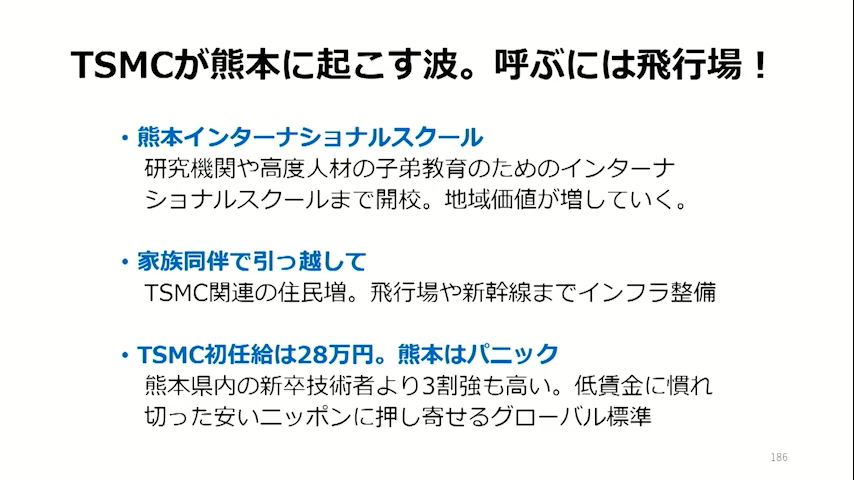 TSMCが熊本に起こす波。呼ぶには飛行場！
• 熊本インターナショナルスクール
研究機関や高度人材の子弟教育のためのインターナ
ショナルスクールまで開校。地域価値が増していく。
• 家族同伴で引っ越して
TSMC関連の住民増。飛行場や新幹線までインフラ整備
• TSMC初任給は28万円。熊本はパニック
熊本県内の新卒技術者より3割強も高い。低賃金に慣れ
切った安いニッポンに押し寄せるグローバル標準
186